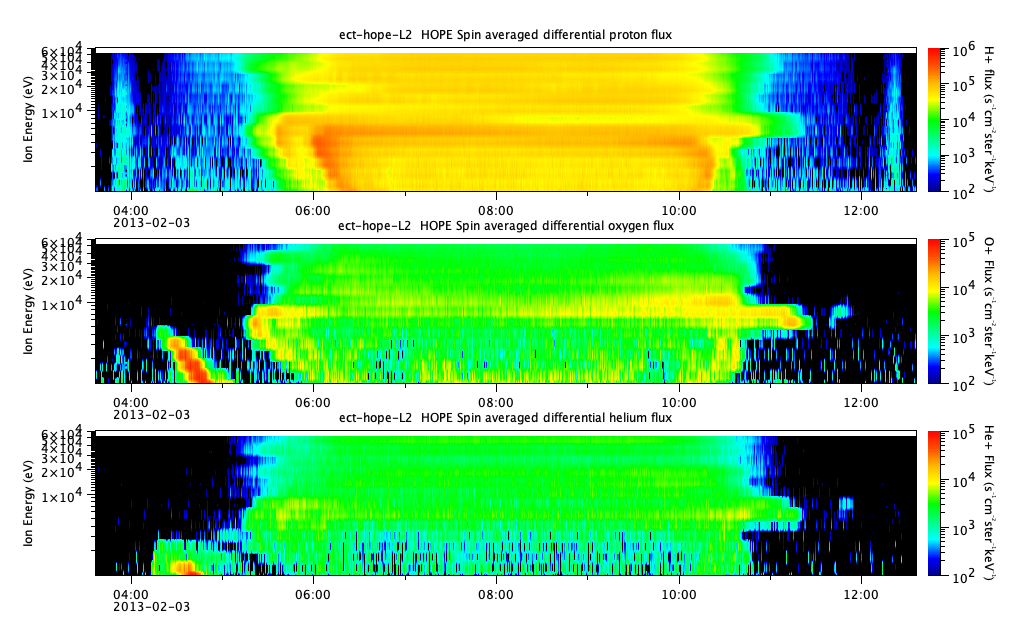 ect-hope-L2  HOPE Spin averaged differential proton flux
6×10⁴
4×10⁴
3×10⁴
2×10⁴
1×10⁴
Ion Energy (eV)
10⁶
10⁵
10⁴
10³
10²
H+ flux (s⁻¹cm⁻²ster⁻¹keV⁻¹)
04:00 06:00 08:00 10:00 12:00
2013-02-03
ect-hope-L2  HOPE Spin averaged differential oxygen flux
6×10⁴
4×10⁴
3×10⁴
2×10⁴
1×10⁴
Ion Energy (eV)
10⁵
10⁴
10³
10²
O+ Flux (s⁻¹cm⁻²ster⁻¹keV⁻¹)
04:00 06:00 08:00 10:00 12:00
2013-02-03
ect-hope-L2  HOPE Spin averaged differential helium flux
6×10⁴
4×10⁴
3×10⁴
2×10⁴
1×10⁴
Ion Energy (eV)
10⁵
10⁴
10³
10²
He+ Flux (s⁻¹cm⁻²ster⁻¹keV⁻¹)
04:00 06:00 08:00 10:00 12:00
2013-02-03